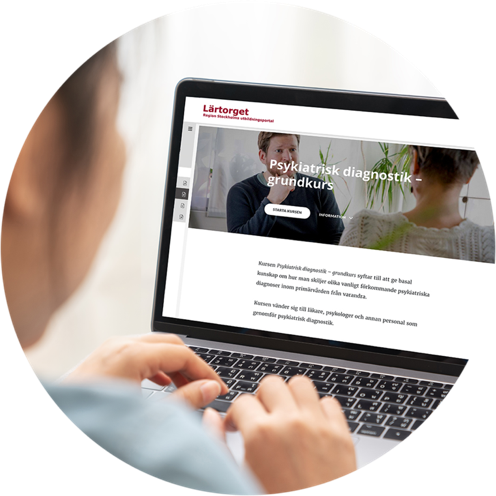 Lärtorget
Region Stockholms utbildningsportal
Psykiatrisk diagnostik –
grundkurs
STARTA KURSEN
INFORMATION
Kursen Psykiatrisk diagnostik – grundkurs syftar till att ge basal
kunskap om hur man skiljer olika vanligt förekommande psykiatriska
diagnoser inom primärvården från varandra.
Kursen vänder sig till läkare, psykologer och annan personal som
genomför psykiatrisk diagnostik.